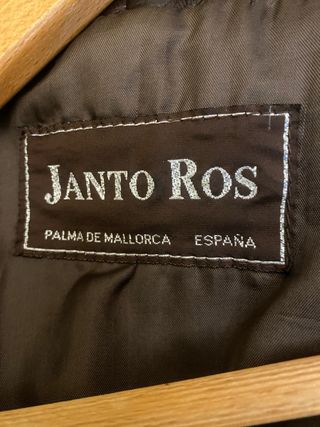 JANTO ROS
PALMA DE MALLORCA ESPAÑA